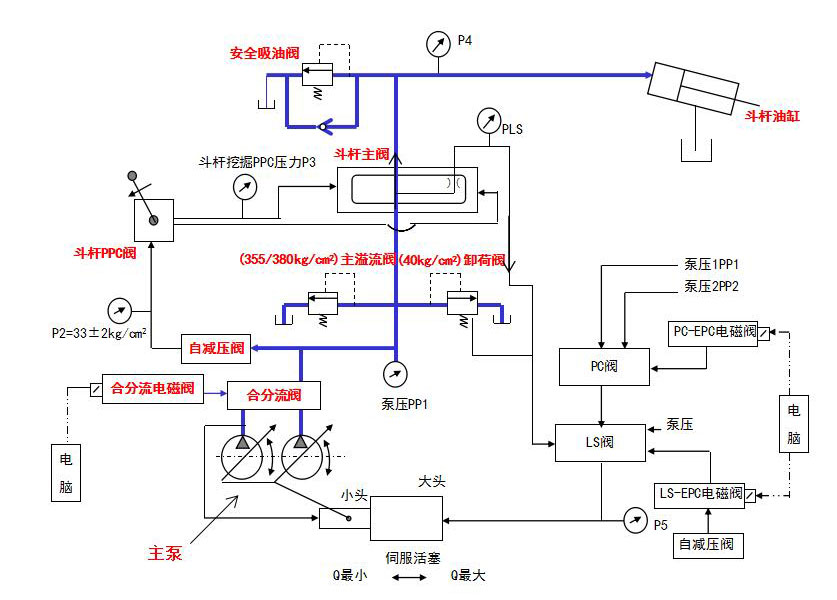 P4
安全吸油阀
斗杆油缸
PLS
斗杆主阀
斗杆挖掘PPC压力P3
斗杆PPC阀
(355/380kg/cm²)主溢流阀
(40kg/cm²)卸荷阀
泵压1PP1
泵压2PP2
P2=33±2kg/cm²
PC-EPC电磁阀
自减压阀
PC阀
合分流电磁阀
合分流阀
泵压PP1
电脑
泵压
LS阀
电脑
小头
大头
LS-EPC电磁阀
P5
主泵
自减压阀
伺服活塞
Q最小
Q最大